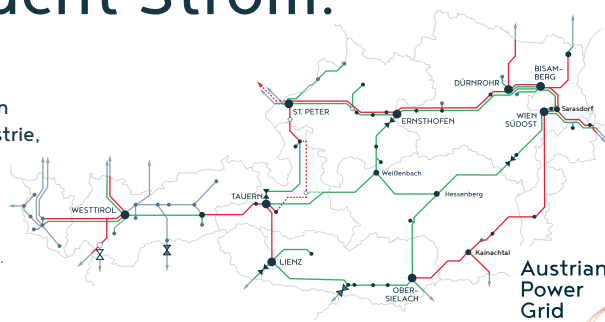 ucht Strom.
n
strie,
BISAM-
BERG
DÜRNROHR
Sarasdorf
ST. PETER
ERNSTHOFEN
WIEN
SÜDOST
Weißenbach
TAUERN
Hessenberg
WESTTIROL
Kainachtal
LIENZ
OBER-
SIELACH
Austrian
Power
Grid